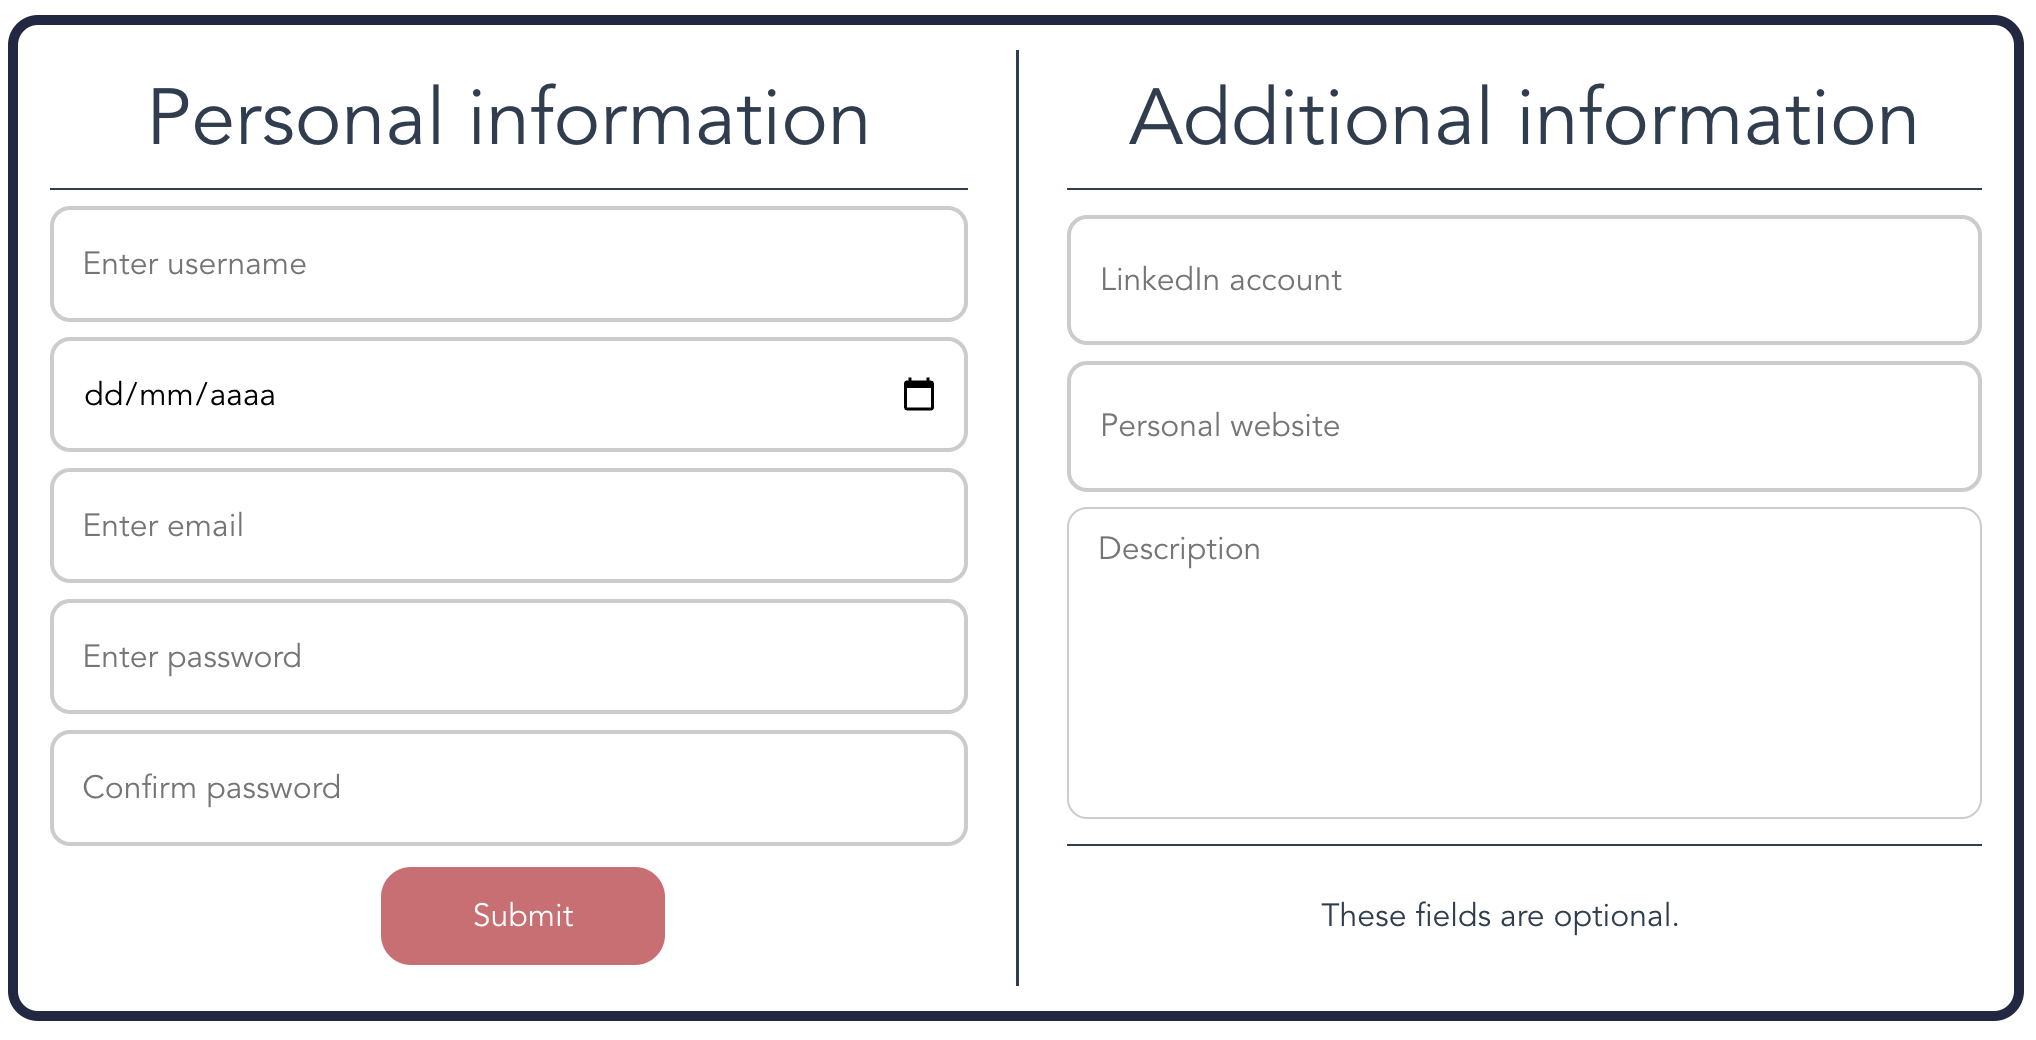 Personal information
Enter username
dd/mm/aaaa
Enter email
Enter password
Confirm password
Submit
Additional information
LinkedIn account
Personal website
Description
These fields are optional.